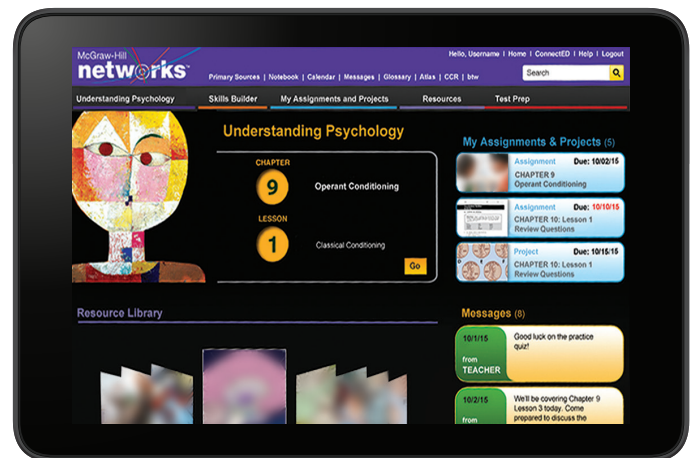 McGraw-Hill
networks™
Hello, Username | Home | ConnectED | Help | Logout
Primary Sources | Notebook | Calendar | Messages | Glossary | Atlas | CCR | btw
Search
Understanding Psychology
Skills Builder
My Assignments and Projects
Resources
Test Prep
Understanding Psychology
CHAPTER
9
Operant Conditioning
LESSON
1
Classical Conditioning
Go
My Assignments & Projects (5)
Assignment Due: 10/02/15
CHAPTER 9
Operant Conditioning
Assignment Due: 10/10/15
CHAPTER 10: Lesson 1
Review Questions
Project Due: 10/15/15
CHAPTER 10: Lesson 1
Review Questions
Resource Library
Messages (8)
10/1/15
from
TEACHER
Good luck on the practice
quiz!
10/2/15
from
We'll be covering Chapter 9
Lesson 3 today. Come
prepared to discuss the